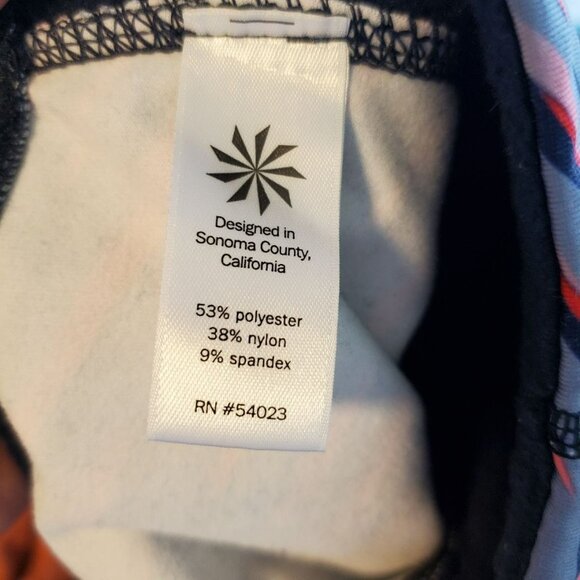 Designed in
Sonoma County,
California
53% polyester
38% nylon
9% spandex
RN #54023